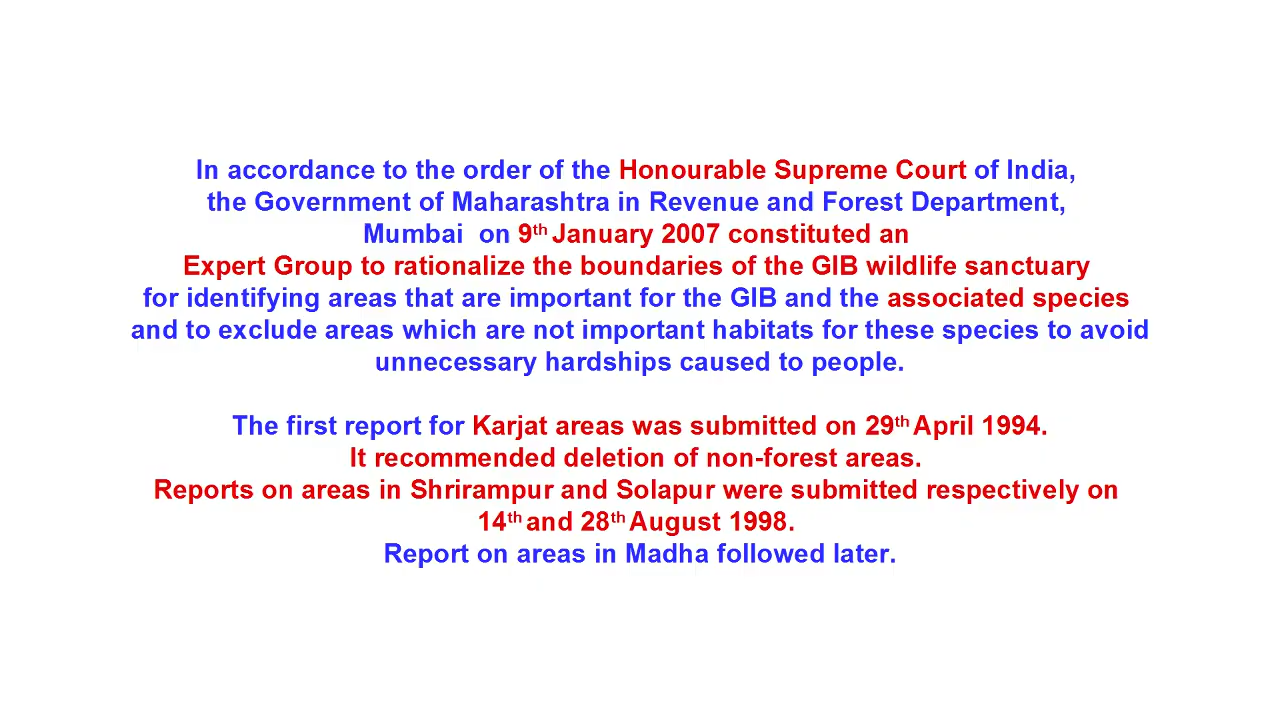 In accordance to the order of the Honourable Supreme Court of India,
the Government of Maharashtra in Revenue and Forest Department,
Mumbai  on 9th January 2007 constituted an
Expert Group to rationalize the boundaries of the GIB wildlife sanctuary
for identifying areas that are important for the GIB and the associated species
and to exclude areas which are not important habitats for these species to avoid
unnecessary hardships caused to people.
The first report for Karjat areas was submitted on 29th April 1994.
It recommended deletion of non-forest areas.
Reports on areas in Shrirampur and Solapur were submitted respectively on
14th and 28th August 1998.
Report on areas in Madha followed later.